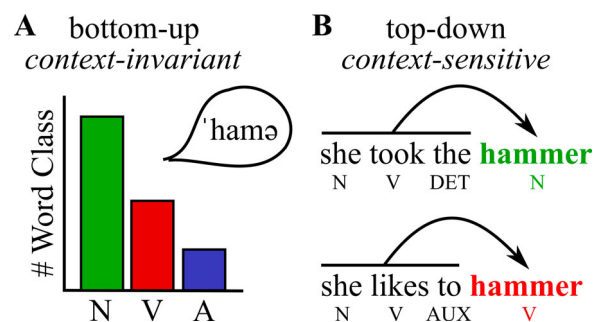 A bottom-up
context-invariant
# Word Class
ˈhamə
N V A
B top-down
context-sensitive
she took the hammer
N V DET N
she likes to hammer
N V AUX V